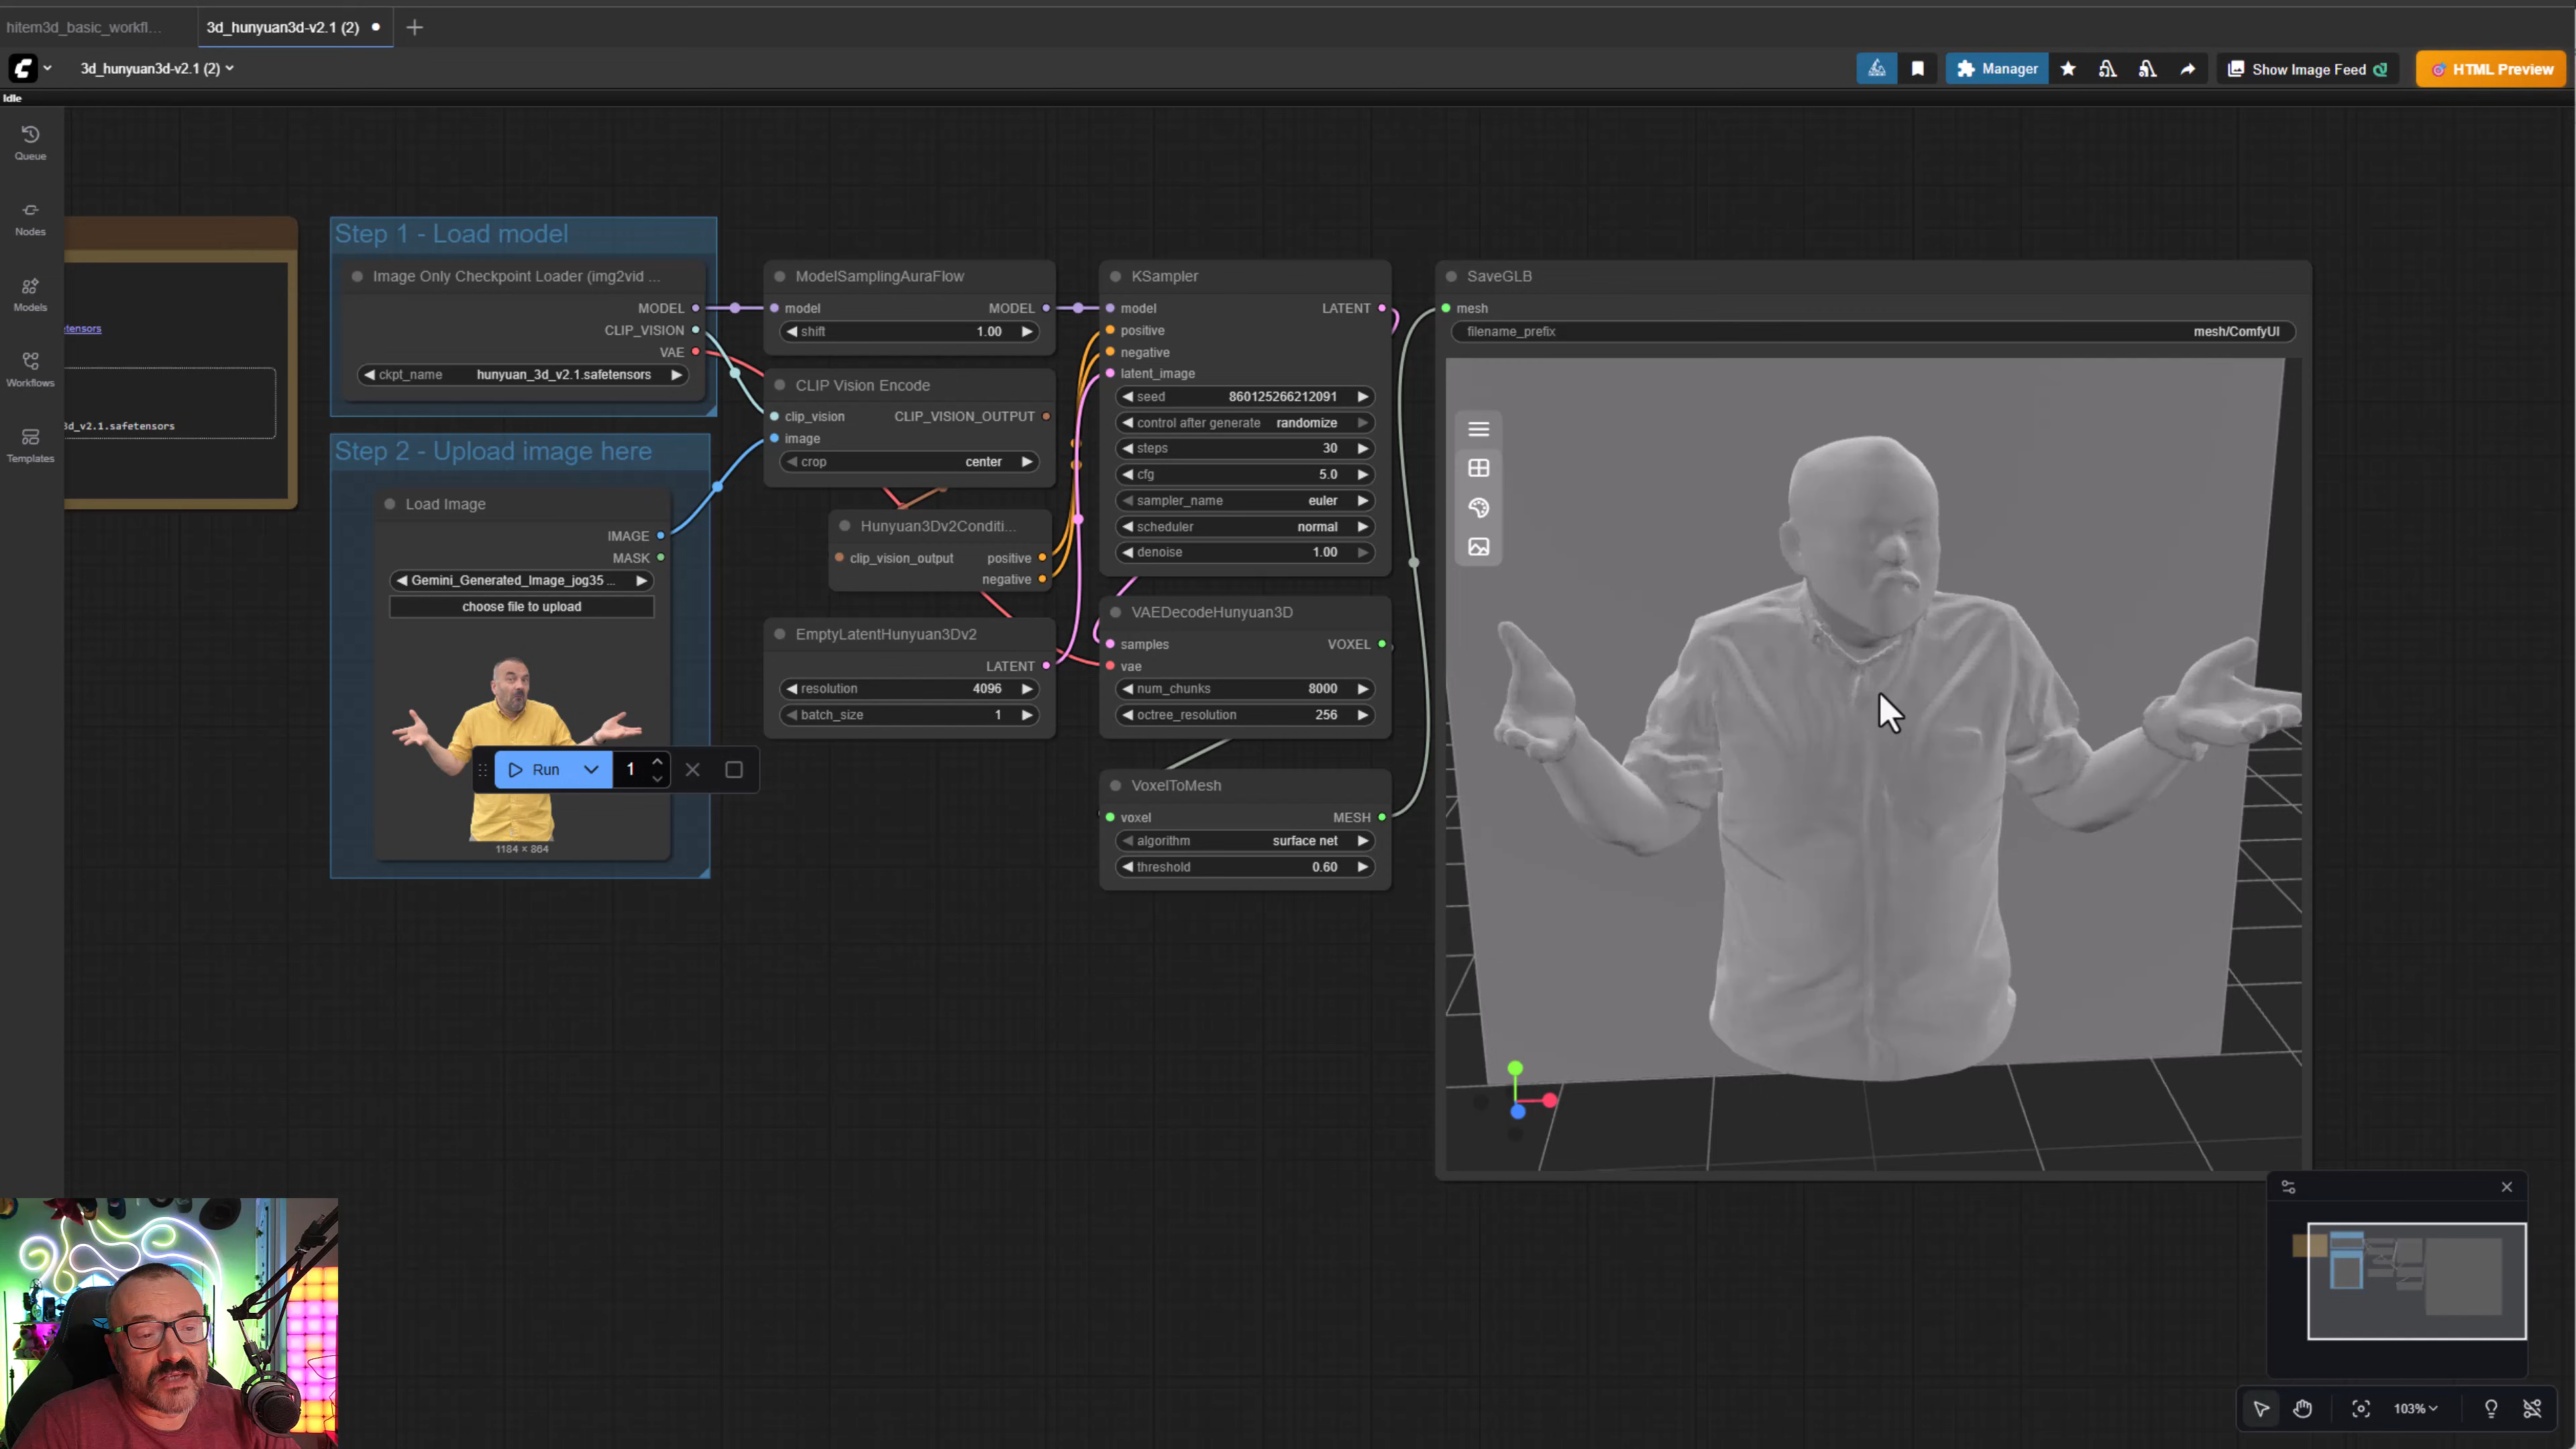 hitem3d_basic_workfl...
3d_hunyuan3d-v2.1 (2)
3d_hunyuan3d-v2.1 (2)
Manager
Show Image Feed
HTML Preview
Idle
Queue
Nodes
Models
Workflows
Templates
etensors
3d_v2.1.safetensors
Step 1 - Load model
Image Only Checkpoint Loader (img2vid ...
MODEL
CLIP_VISION
VAE
ckpt_name hunyuan_3d_v2.1.safetensors
Step 2 - Upload image here
Load Image
IMAGE
MASK
Gemini_Generated_Image_jog35 ...
choose file to upload
1184 × 864
Run 1
ModelSamplingAuraFlow
model MODEL
shift 1.00
CLIP Vision Encode
clip_vision CLIP_VISION_OUTPUT
image
crop center
Hunyuan3Dv2Conditi...
clip_vision_output positive
negative
EmptyLatentHunyuan3Dv2
LATENT
resolution 4096
batch_size 1
KSampler
model LATENT
positive
negative
latent_image
seed 860125266212091
control after generate randomize
steps 30
cfg 5.0
sampler_name euler
scheduler normal
denoise 1.00
VAEDecodeHunyuan3D
samples VOXEL
vae
num_chunks 8000
octree_resolution 256
VoxelToMesh
voxel MESH
algorithm surface net
threshold 0.60
SaveGLB
mesh
filename_prefix mesh/ComfyUI
103%